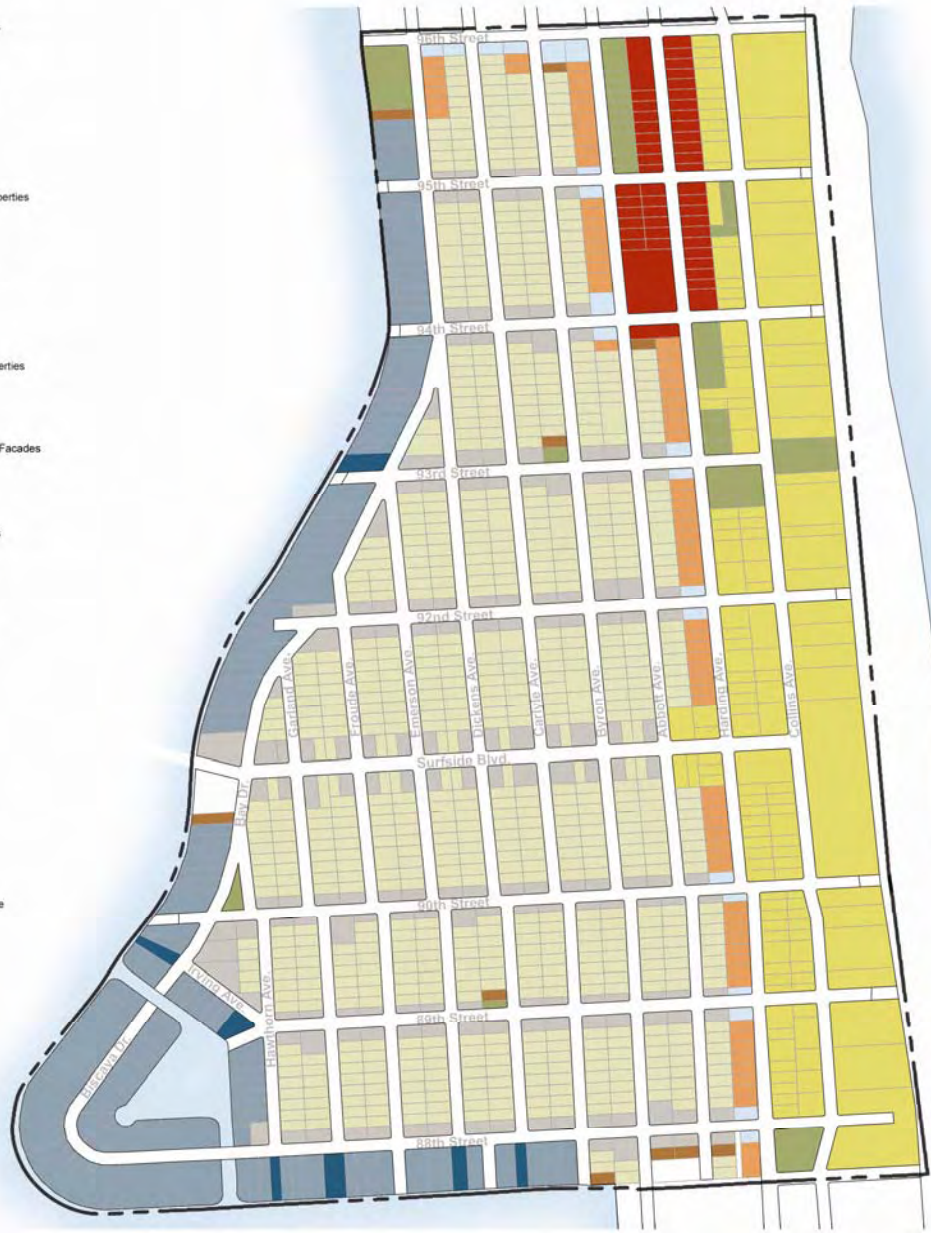 96th Street
perties
95th Street
94th Street
erties
Facades
93rd Street
92nd Street
Garland Ave.
Froude Ave.
Emerson Ave.
Dickens Ave.
Carlyle Ave.
Byron Ave.
Abbott Ave.
Harding Ave.
Collins Ave.
Surfside Blvd.
Bay Dr.
90th Street
e
Irving Ave.
Hawthorn Ave.
89th Street
Biscaya Dr.
88th Street